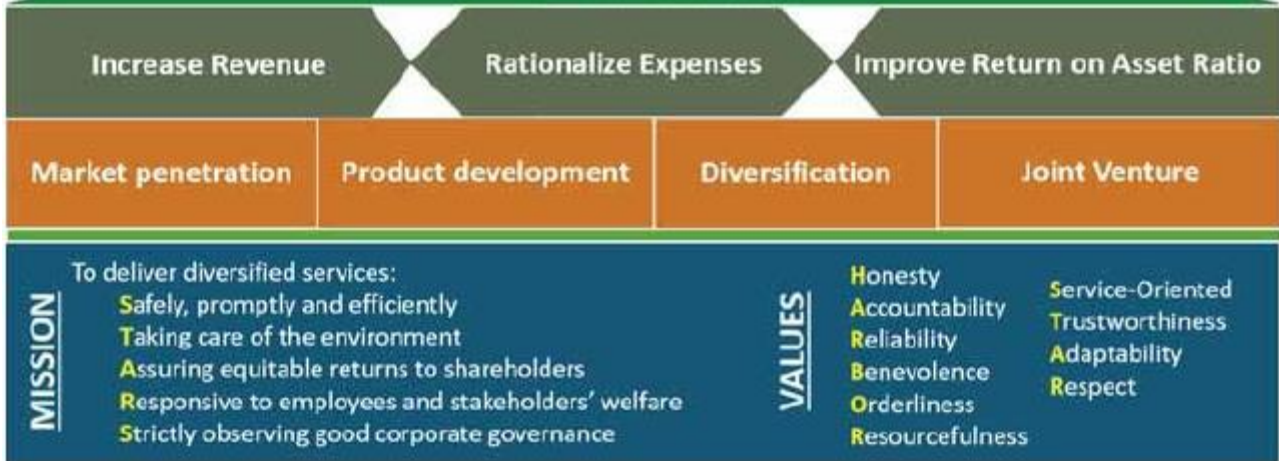 Increase Revenue
Rationalize Expenses
Improve Return on Asset Ratio
Market penetration
Product development
Diversification
Joint Venture
MISSION
To deliver diversified services:
Safely, promptly and efficiently
Taking care of the environment
Assuring equitable returns to shareholders
Responsive to employees and stakeholders' welfare
Strictly observing good corporate governance
VALUES
Honesty
Accountability
Reliability
Benevolence
Orderliness
Resourcefulness
Service-Oriented
Trustworthiness
Adaptability
Respect